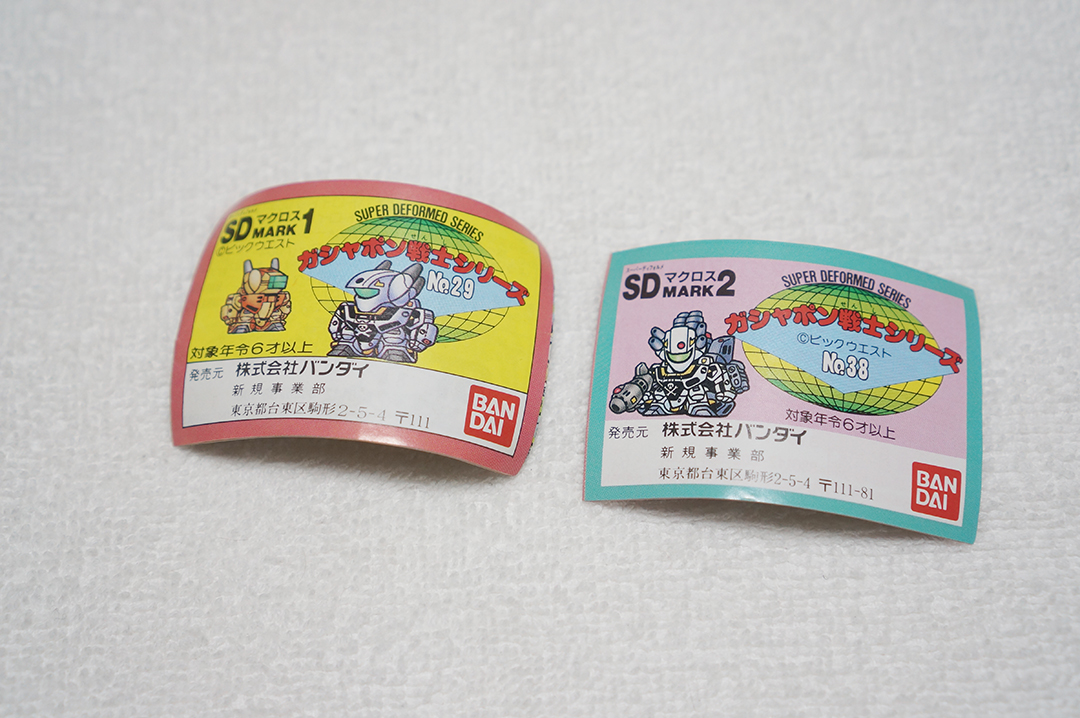 SD マクロス MARK 1
©ビックウエスト
SUPER DEFORMED SERIES
ガシャポン戦士シリーズ
せん
No.29
対象年令6才以上
発売元 株式会社バンダイ
新規事業部
東京都台東区駒形2-5-4 〒111
BAN
DAI
SD マクロス MARK 2
SUPER DEFORMED SERIES
ガシャポン戦士シリーズ
せん
©ビックウエスト
No.38
対象年令6才以上
発売元 株式会社バンダイ
新規事業部
東京都台東区駒形2-5-4 〒111-81
BAN
DAI